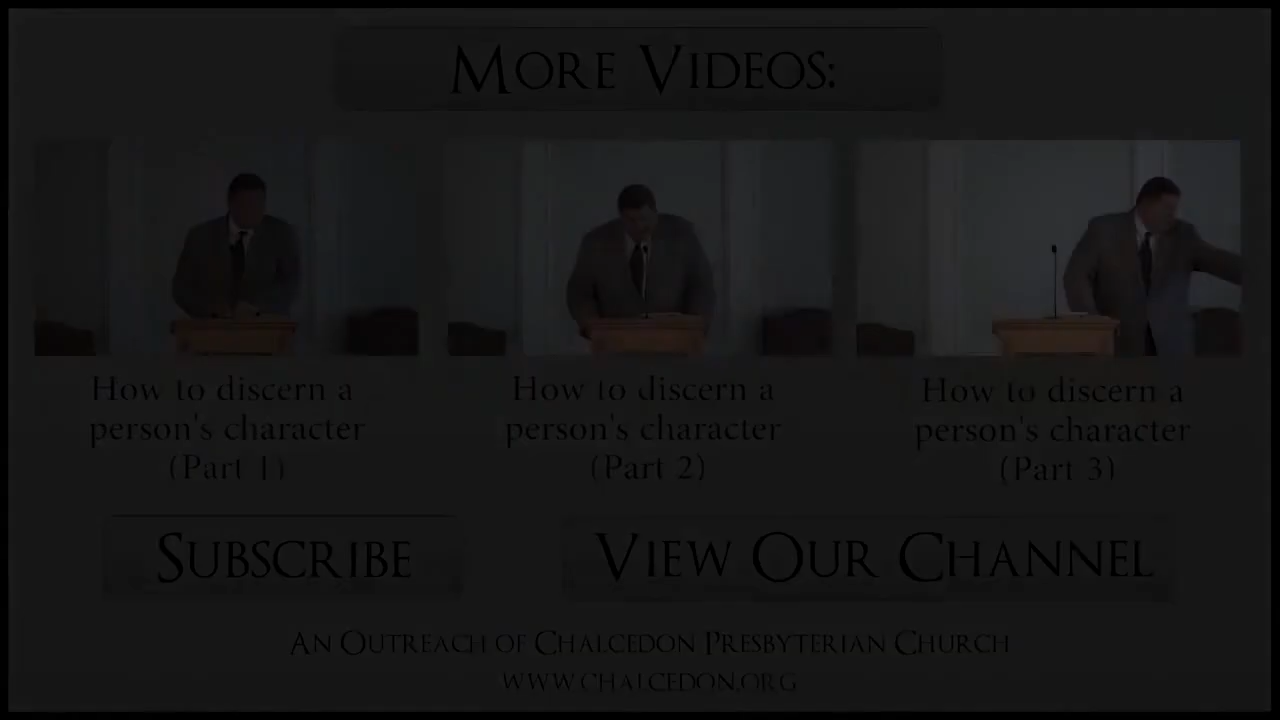 MORE VIDEOS:
How to discern a
person's character
(Part 1)
How to discern a
person's character
(Part 2)
How to discern a
person's character
(Part 3)
SUBSCRIBE
VIEW OUR CHANNEL
AN OUTREACH OF CHALCEDON PRESBYTERIAN CHURCH
WWW.CHALCEDON.ORG